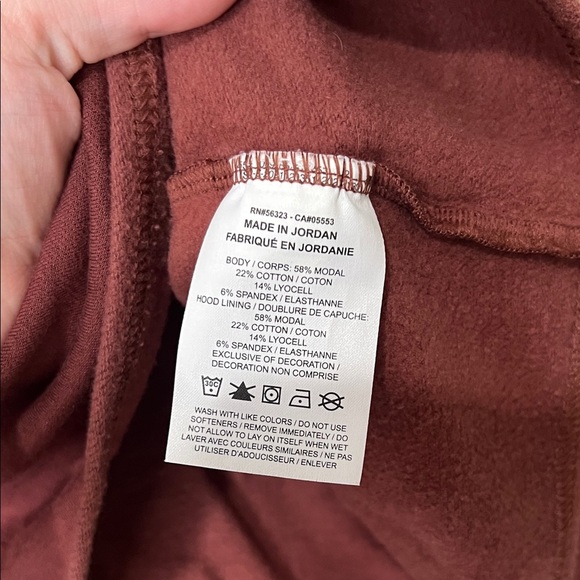 RN#56323 - CA#05553
MADE IN JORDAN
FABRIQUÉ EN JORDANIE
BODY / CORPS: 58% MODAL
22% COTTON / COTON
14% LYOCELL
6% SPANDEX / ELASTHANNE
HOOD LINING / DOUBLURE DE CAPUCHE:
58% MODAL
22% COTTON / COTON
14% LYOCELL
6% SPANDEX / ELASTHANNE
EXCLUSIVE OF DECORATION /
DECORATION NON COMPRISE
30C
WASH WITH LIKE COLORS / DO NOT USE
SOFTENERS / REMOVE IMMEDIATELY / DO
NOT ALLOW TO LAY ON ITSELF WHEN WET
LAVER AVEC COULEURS SIMILAIRES / NE PAS
UTILISER D'ADOUCISSEUR / ENLEVER